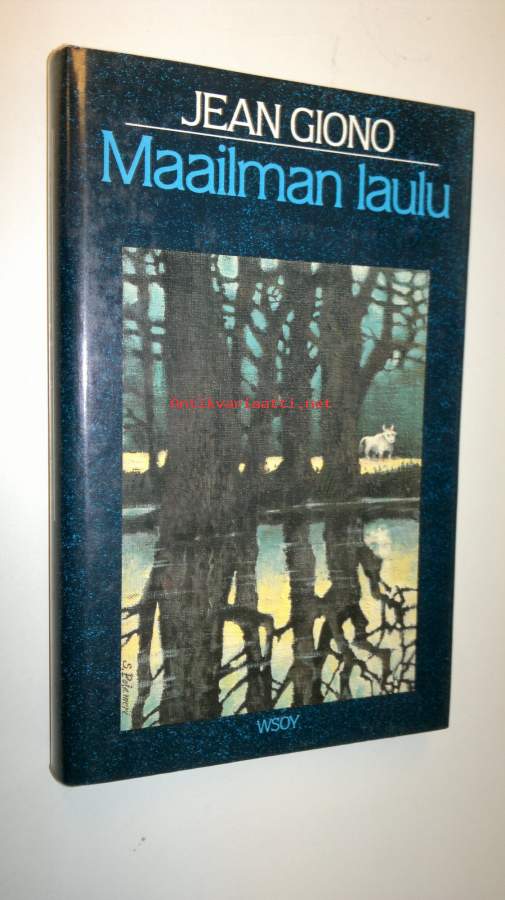 JEAN GIONO
Maailman laulu
Antikvariaatti.net
WSOY